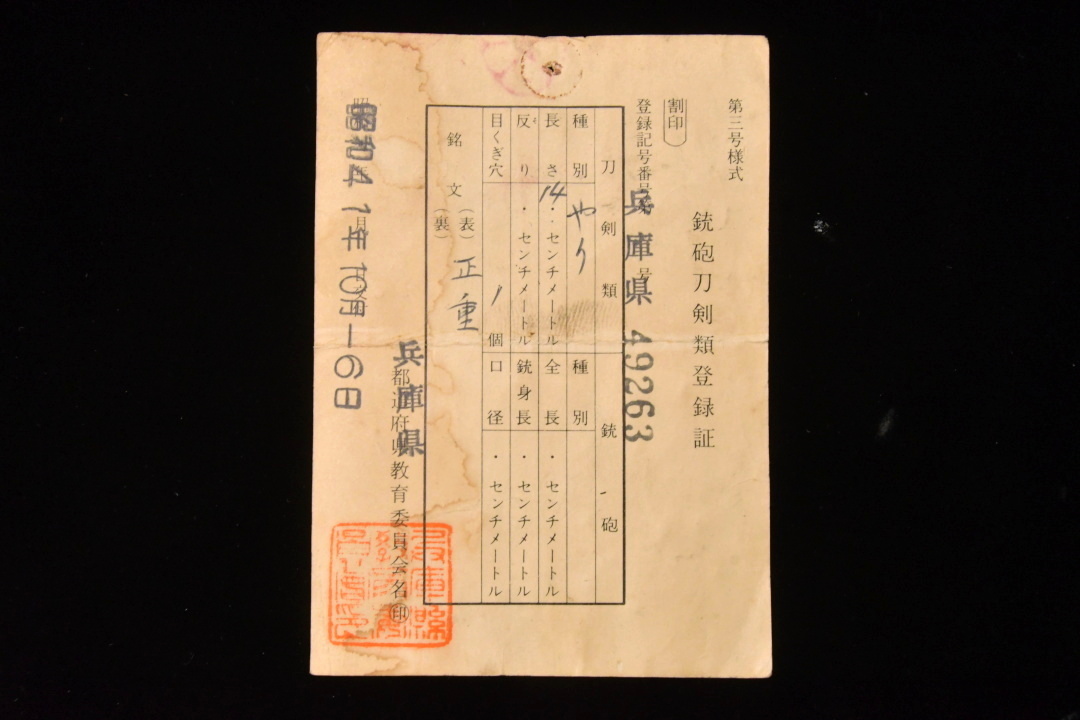 第三号様式
銃砲刀剣類登録証
割印
登録記号番号
号
兵庫県 49263
刀剣類
銃砲
種別
やり
種別
長さ
14・センチメートル
全長
・センチメートル
反り
・センチメートル
銃身長
・センチメートル
目くぎ穴
1個
口径
・センチメートル
銘文
(表)
正重
(裏)
都道府県教育委員会名㊞
兵庫県
昭和41年10月16日